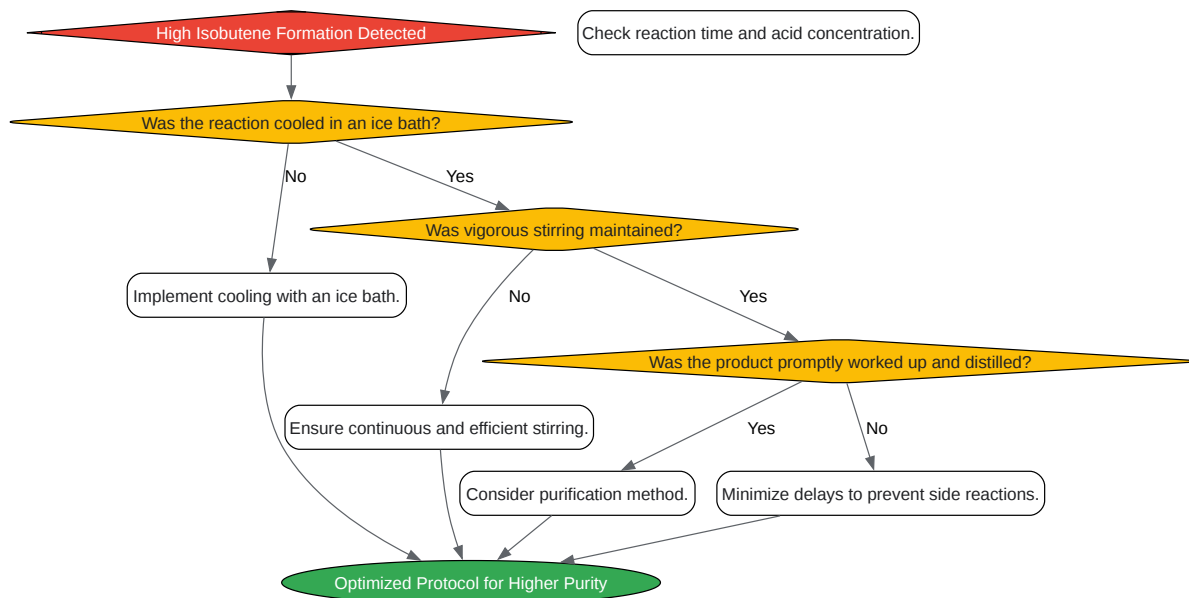 High Isobutene Formation Detected
Check reaction time and acid concentration.
Was the reaction cooled in an ice bath?
No
Yes
Was vigorous stirring maintained?
Implement cooling with an ice bath.
No
Yes
Was the product promptly worked up and distilled?
Ensure continuous and efficient stirring.
Yes
No
Consider purification method.
Minimize delays to prevent side reactions.
Optimized Protocol for Higher Purity